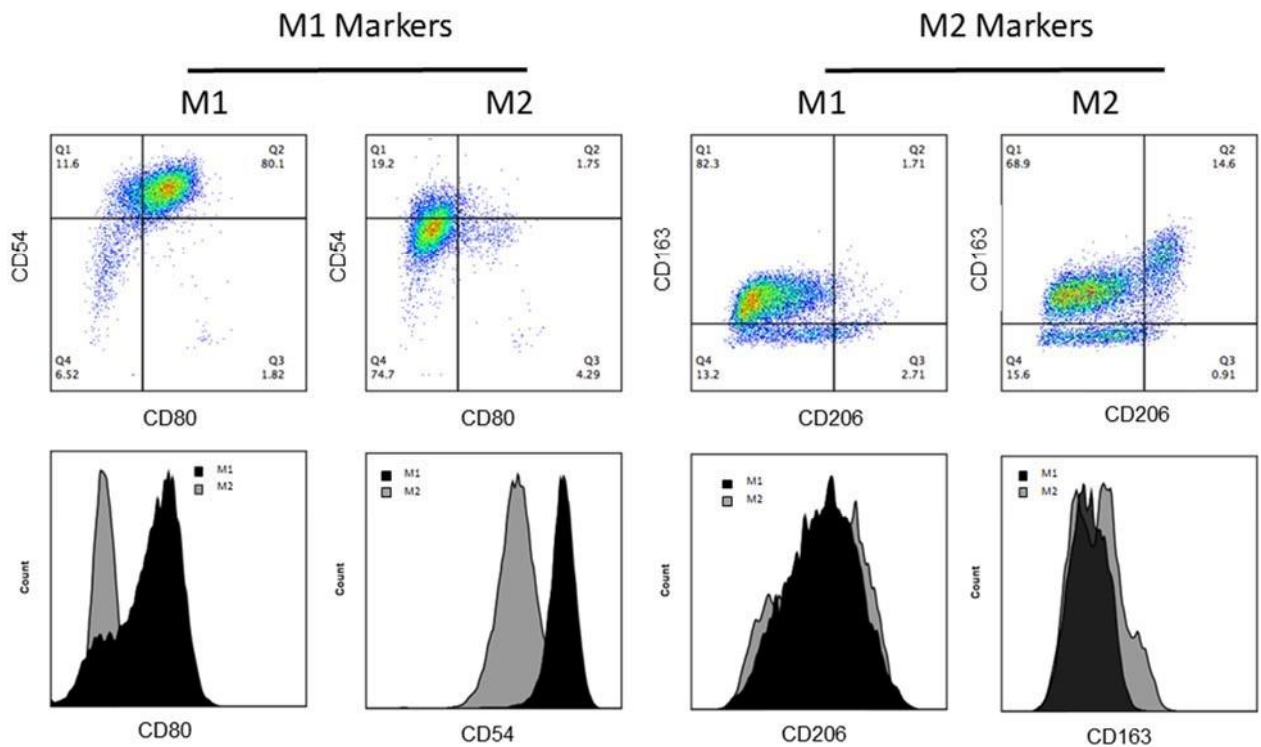 M1 Markers
M2 Markers
M1
M2
M1
M2
Q1
11.6
Q2
80.1
Q4
6.52
Q3
1.82
CD54
CD80
Q1
19.2
Q2
1.75
Q4
74.7
Q3
4.29
CD54
CD80
Q1
82.3
Q2
1.71
Q4
13.2
Q3
2.71
CD163
CD206
Q1
68.9
Q2
14.6
Q4
15.6
Q3
0.91
CD163
CD206
M1
M2
Count
CD80
M1
M2
Count
CD54
M1
M2
Count
CD206
M1
M2
Count
CD163